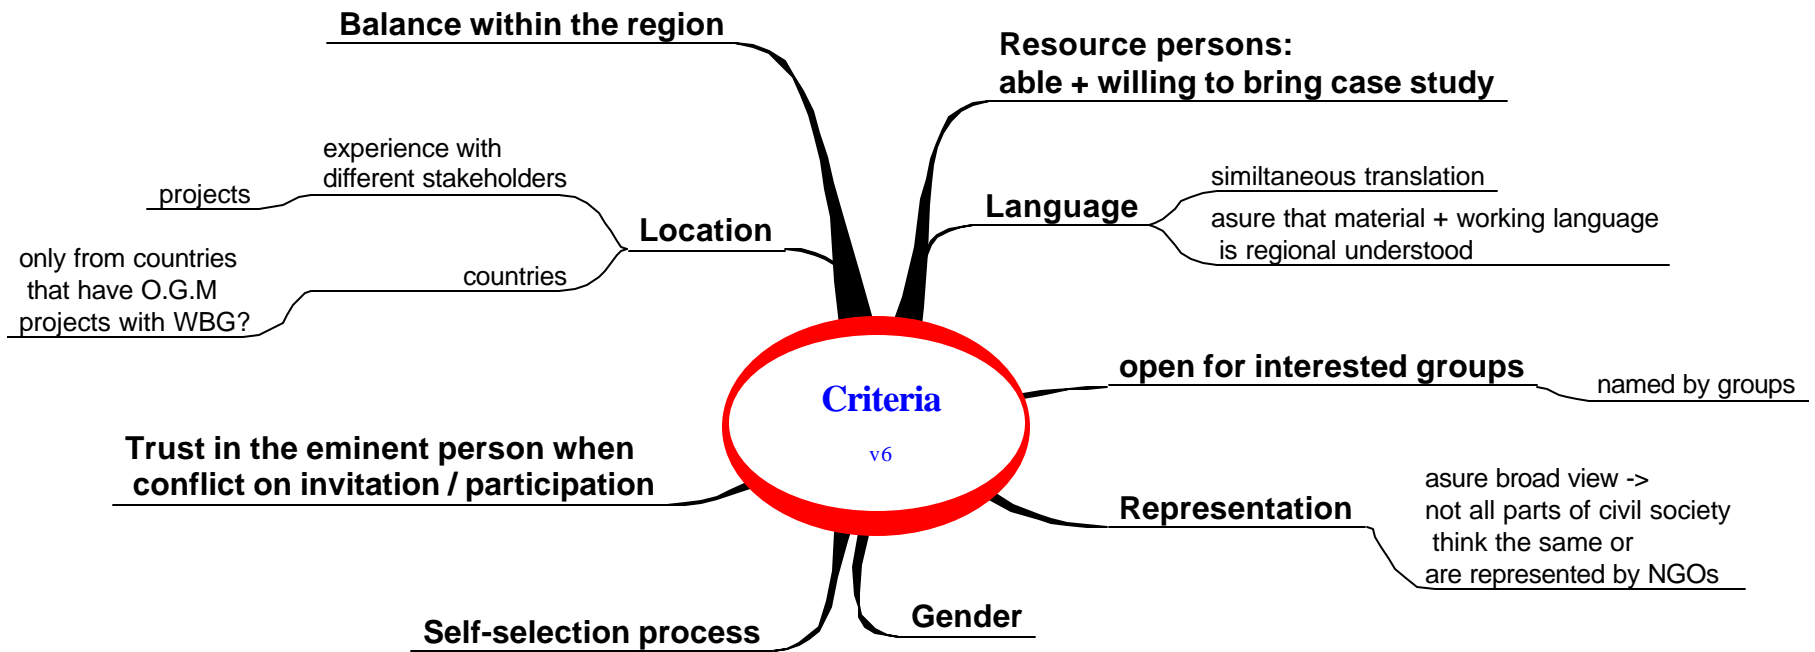 Balance within the region
Resource persons:
able + willing to bring case study
experience with
different stakeholders
projects
Location
only from countries
that have O.G.M
projects with WBG?
countries
Language
similtaneous translation
asure that material + working language
is regional understood
Criteria
v6
open for interested groups
named by groups
Trust in the eminent person when
conflict on invitation / participation
Representation
asure broad view ->
not all parts of civil society
think the same or
are represented by NGOs
Self-selection process
Gender